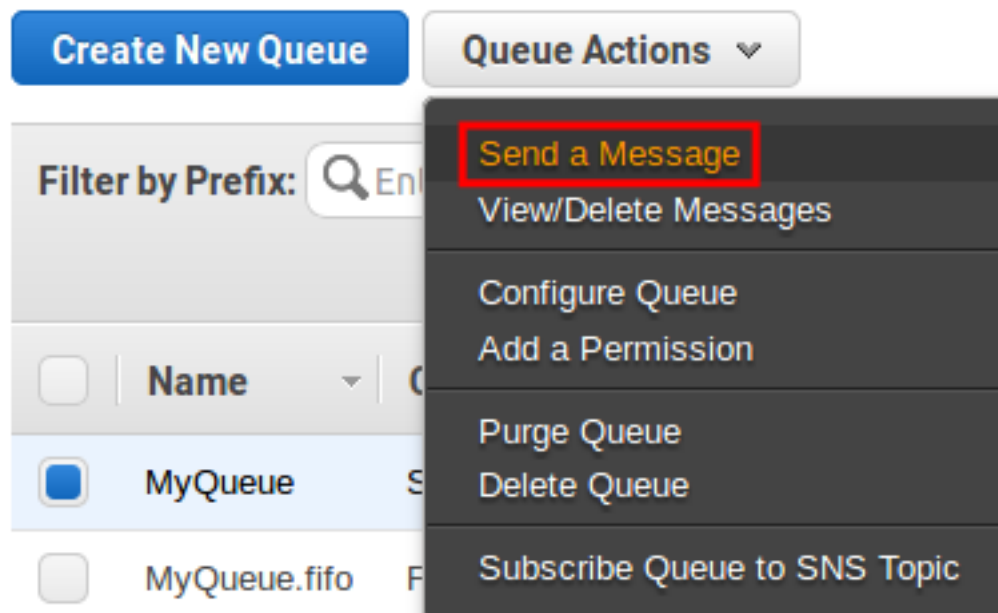 Create New Queue
Queue Actions
Send a Message
Filter by Prefix:
View/Delete Messages
Configure Queue
Add a Permission
Name
Purge Queue
MyQueue
Delete Queue
MyQueue.fifo
Subscribe Queue to SNS Topic